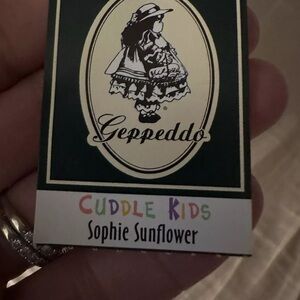 Geppeddo
®
CUDDLE KIDS
Sophie Sunflower